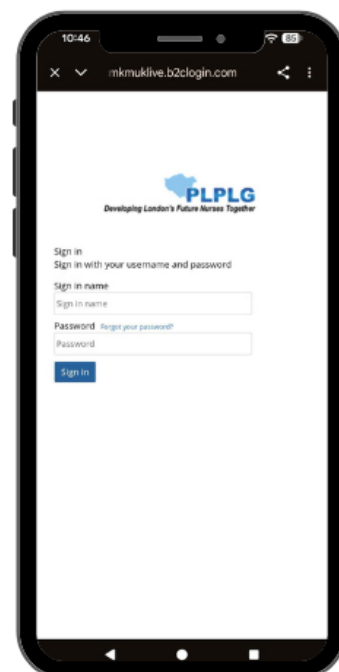 10:46
85
mkmuklive.b2clogin.com
PLPLG
Developing London's Future Nurses Together
Sign in
Sign in with your username and password
Sign in name
Sign in name
Password Forgot your password?
Password
Sign in